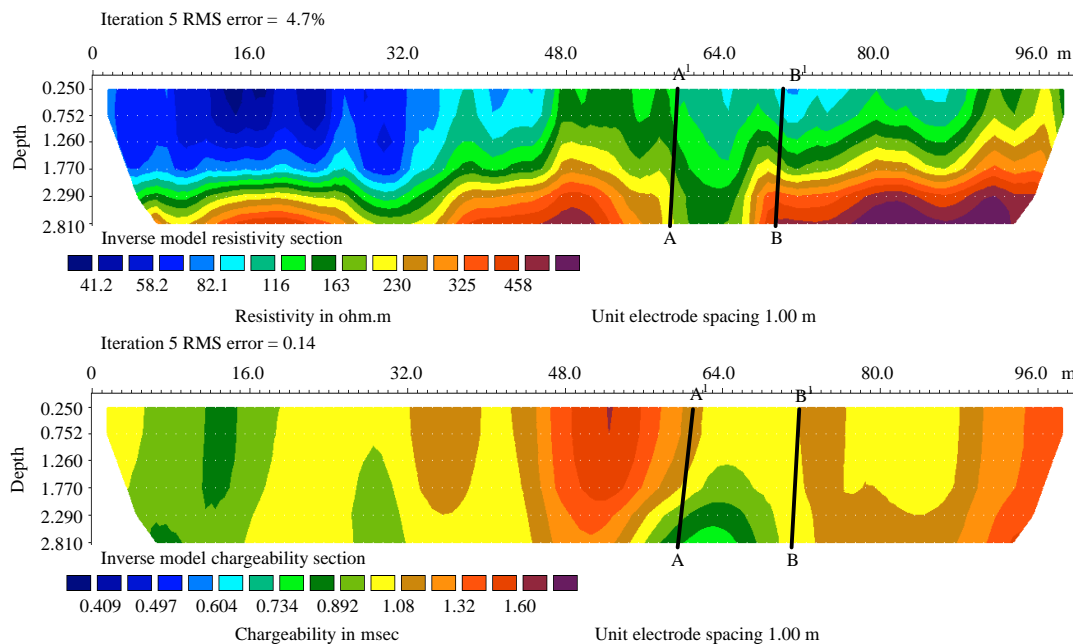 Iteration 5 RMS error = 4.7%
0 16.0 32.0 48.0 64.0 80.0 96.0 m
A¹ B¹
0.250
0.752
1.260
1.770
2.290
2.810
Depth
A B
Inverse model resistivity section
41.2 58.2 82.1 116 163 230 325 458
Resistivity in ohm.m Unit electrode spacing 1.00 m
Iteration 5 RMS error = 0.14
0 16.0 32.0 48.0 64.0 80.0 96.0 m
A' B'
0.250
0.752
1.260
1.770
2.290
2.810
Depth
A B
Inverse model chargeability section
0.409 0.497 0.604 0.734 0.892 1.08 1.32 1.60
Chargeability in msec Unit electrode spacing 1.00 m